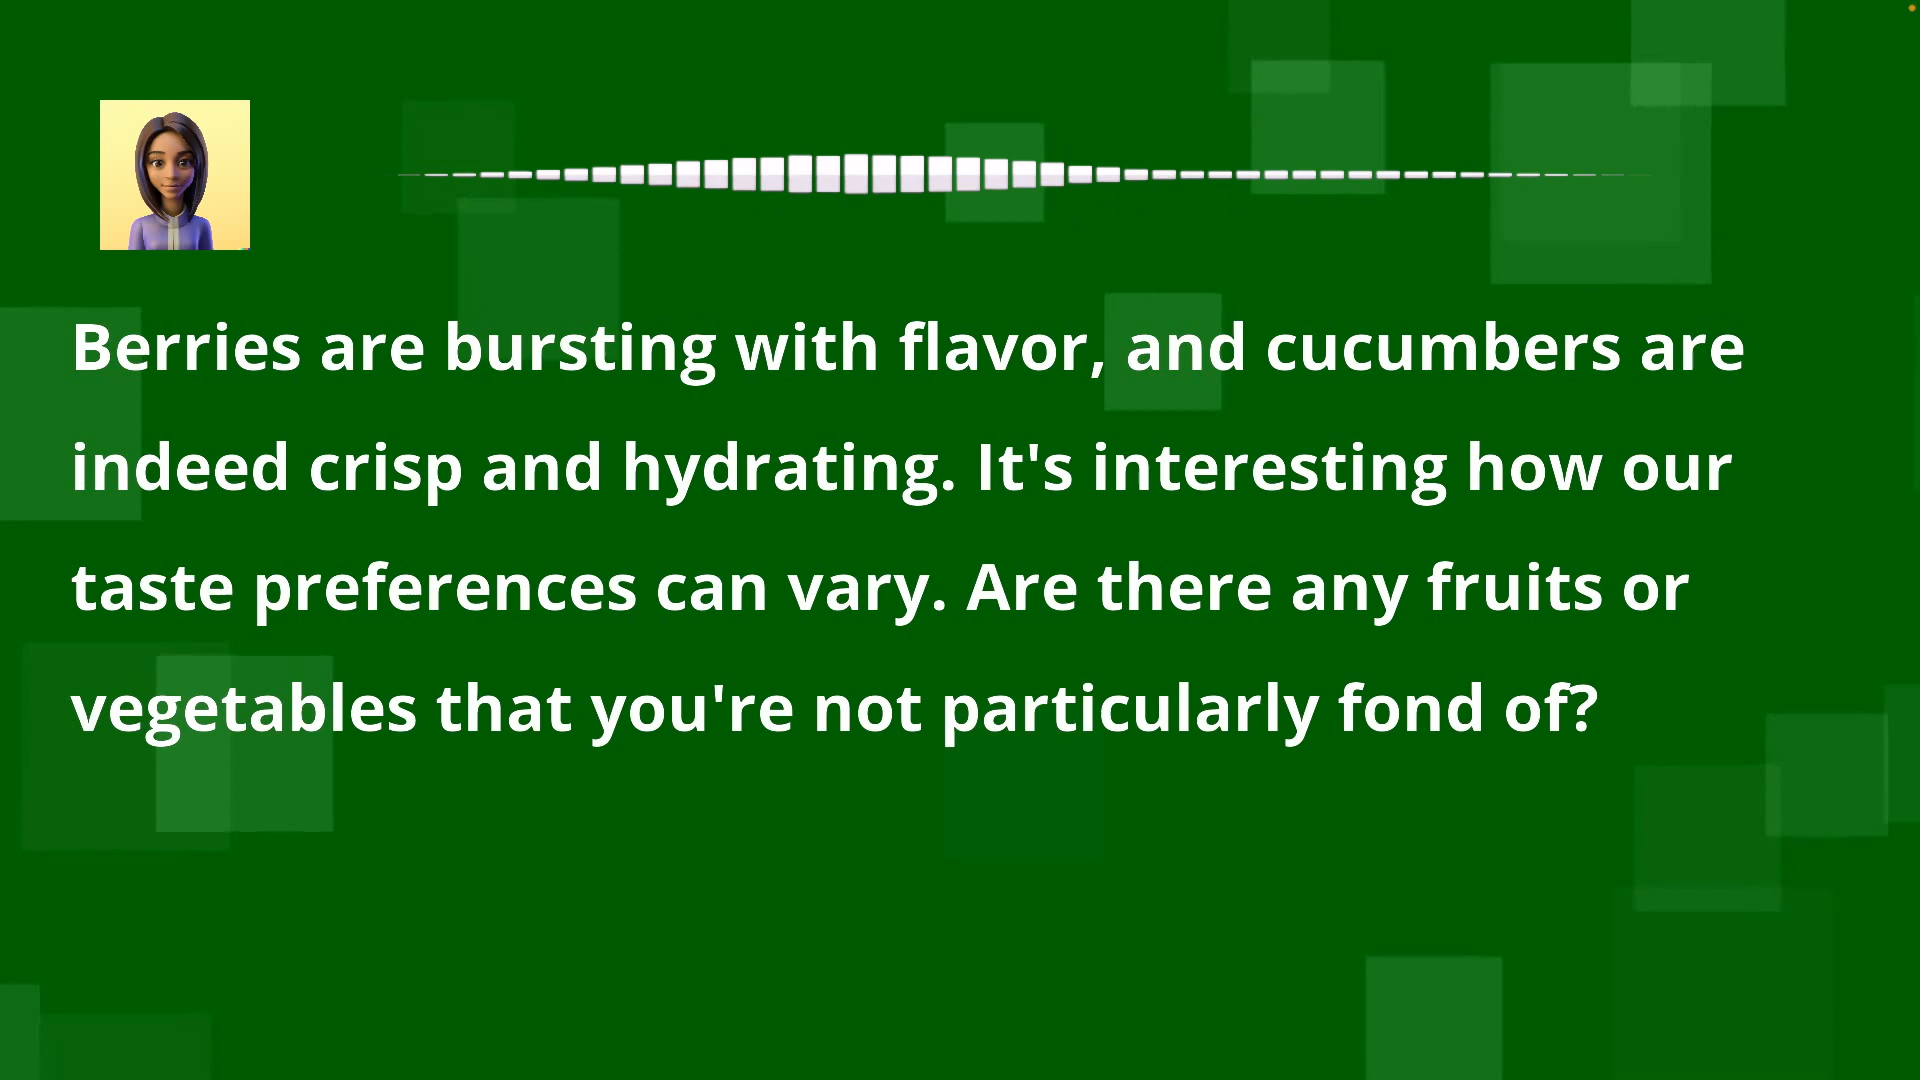 Berries are bursting with flavor, and cucumbers are
indeed crisp and hydrating. It's interesting how our
taste preferences can vary. Are there any fruits or
vegetables that you're not particularly fond of?